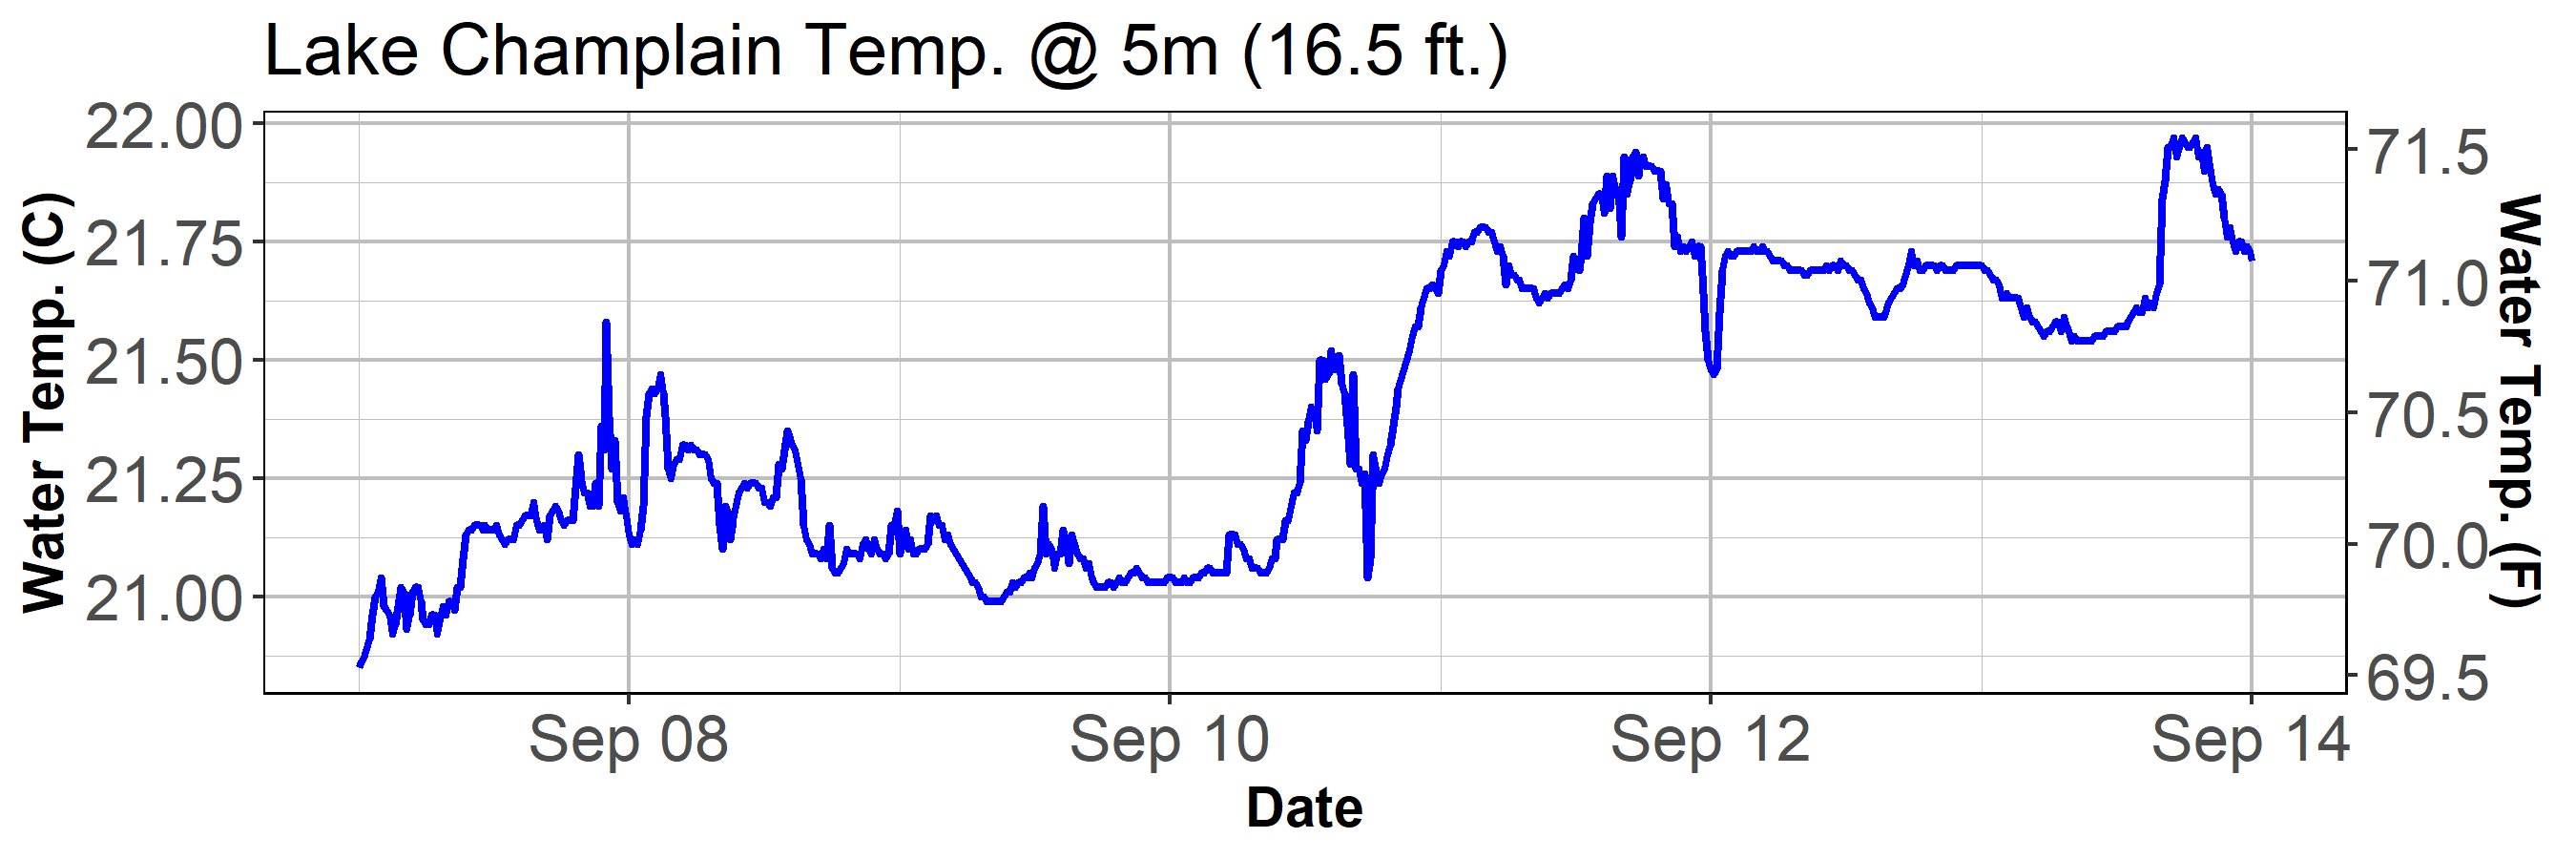 Lake Champlain Temp. @ 5m (16.5 ft.)
Water Temp. (C)
22.00
21.75
21.50
21.25
21.00
71.5
71.0
70.5
70.0
69.5
Water Temp. (F)
Sep 08 Sep 10 Sep 12 Sep 14
Date